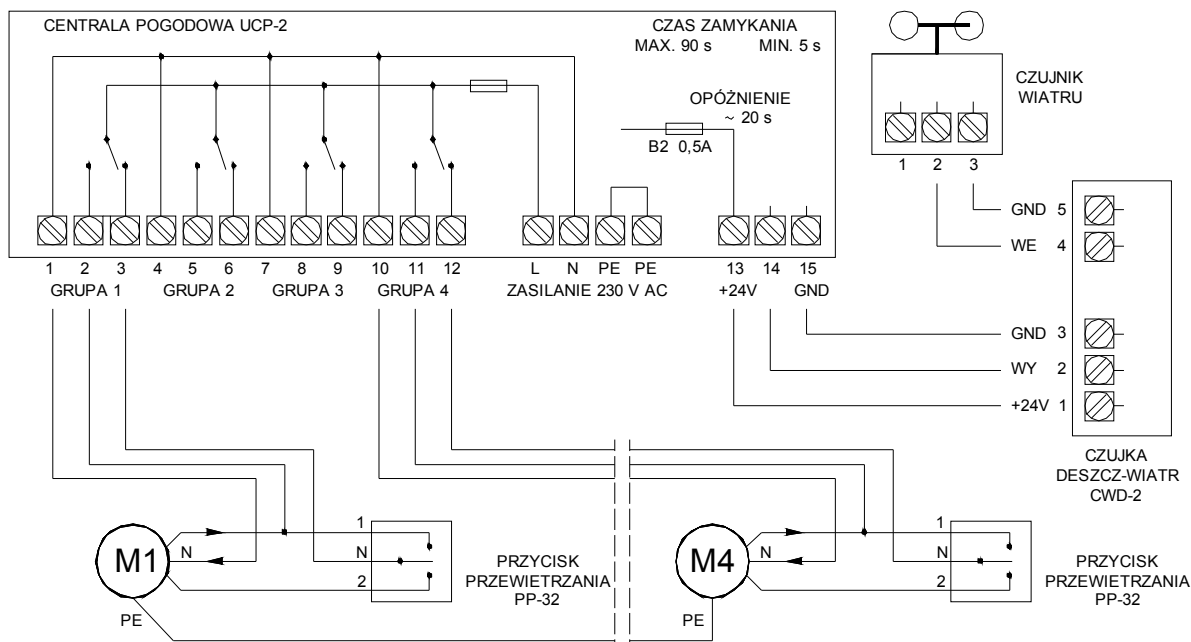 CENTRALA POGODOWA UCP-2
CZAS ZAMYKANIA
MAX. 90 s MIN. 5 s
OPÓŹNIENIE
~ 20 s
B2 0,5A
1 2 3 4 5 6 7 8 9 10 11 12 L N PE PE 13 14 15
GRUPA 1 GRUPA 2 GRUPA 3 GRUPA 4 ZASILANIE 230 V AC +24V GND
CZUJNIK
WIATRU
1 2 3
GND 5
WE 4
GND 3
WY 2
+24V 1
CZUJKA
DESZCZ-WIATR
CWD-2
M1
N
PE
1
N
2
PRZYCISK
PRZEWIETRZANIA
PP-32
M4
N
PE
1
N
2
PRZYCISK
PRZEWIETRZANIA
PP-32